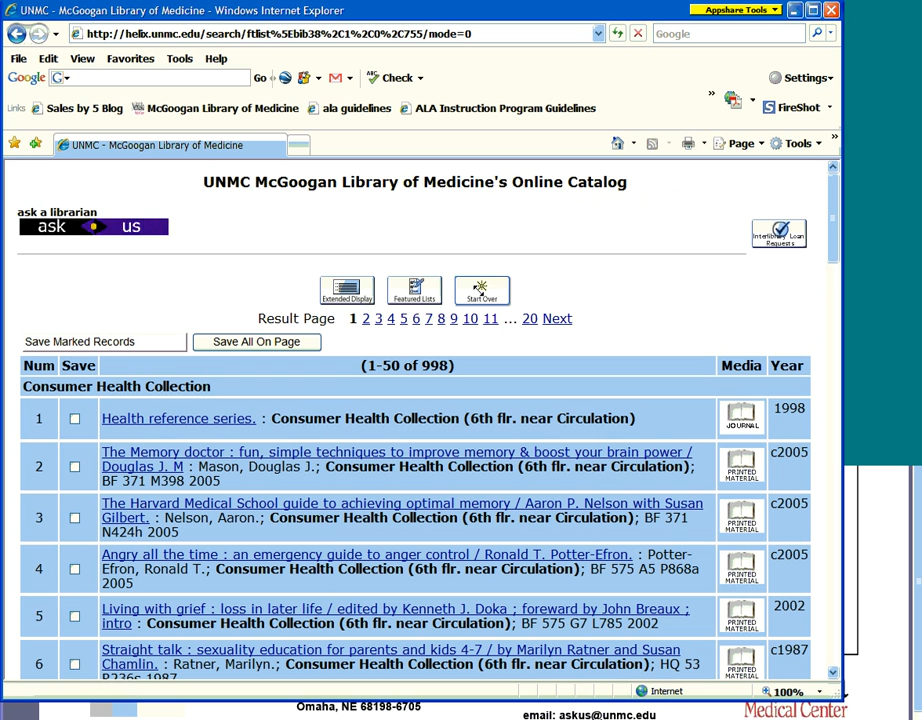 UNMC - McGoogan Library of Medicine - Windows Internet Explorer
Appshare Tools
http://helix.unmc.edu/search/ftlist%5Ebib38%2C1%2C0%2C755/mode=0
Google
File Edit View Favorites Tools Help
Google G Go Check Settings
Links Sales by 5 Blog McGoogan Library of Medicine ala guidelines ALA Instruction Program Guidelines » FireShot
UNMC - McGoogan Library of Medicine Page Tools »
UNMC McGoogan Library of Medicine's Online Catalog
ask a librarian
ask us
Interlibrary Loan
Requests
Extended Display Featured Lists Start Over
Result Page 1 2 3 4 5 6 7 8 9 10 11 ... 20 Next
Save Marked Records Save All On Page
Num Save (1-50 of 998) Media Year
Consumer Health Collection
1 Health reference series. : Consumer Health Collection (6th flr. near Circulation) JOURNAL 1998
2 The Memory doctor : fun, simple techniques to improve memory & boost your brain power / c2005
Douglas J. M : Mason, Douglas J.; Consumer Health Collection (6th flr. near Circulation);
BF 371 M398 2005 PRINTED MATERIAL
3 The Harvard Medical School guide to achieving optimal memory / Aaron P. Nelson with Susan c2005
Gilbert. : Nelson, Aaron.; Consumer Health Collection (6th flr. near Circulation); BF 371
N424h 2005 PRINTED MATERIAL
4 Angry all the time : an emergency guide to anger control / Ronald T. Potter-Efron. : Potter- c2005
Efron, Ronald T.; Consumer Health Collection (6th flr. near Circulation); BF 575 A5 P868a
2005 PRINTED MATERIAL
5 Living with grief : loss in later life / edited by Kenneth J. Doka ; foreward by John Breaux ; 2002
intro : Consumer Health Collection (6th flr. near Circulation); BF 575 G7 L785 2002 PRINTED MATERIAL
6 Straight talk : sexuality education for parents and kids 4-7 / by Marilyn Ratner and Susan c1987
Chamlin. : Ratner, Marilyn.; Consumer Health Collection (6th flr. near Circulation); HQ 53
R236s 1987 PRINTED MATERIAL
Internet 100%
Omaha, NE 68198-6705
email: askus@unmc.edu
Medical Center